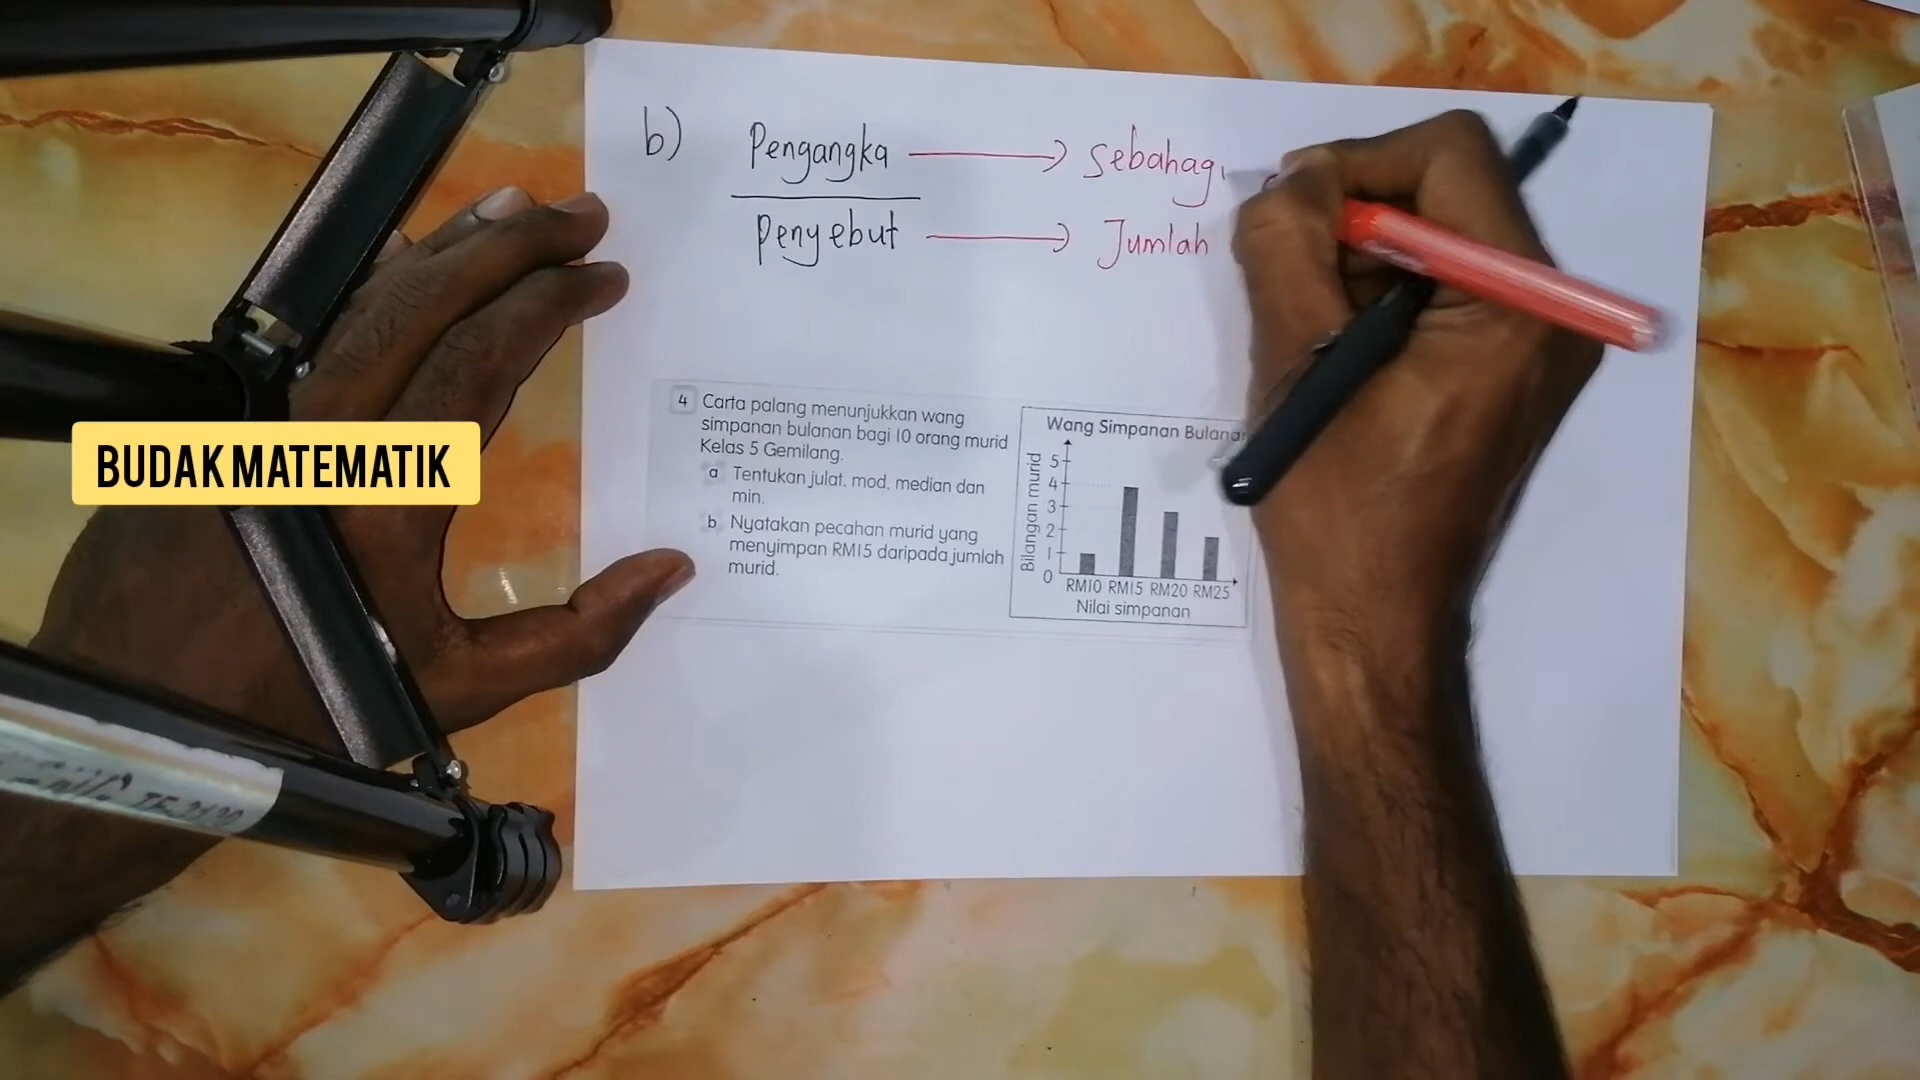 b) Pengangka → Sebahagi
Penyebut → Jumlah
BUDAK MATEMATIK
4 Carta palang menunjukkan wang
simpanan bulanan bagi 10 orang murid
Kelas 5 Gemilang.
a Tentukan julat, mod, median dan
min.
b Nyatakan pecahan murid yang
menyimpan RM15 daripada jumlah
murid.
Wang Simpanan Bulanan
Bilangan murid
5
4
3
2
1
0
RM10 RM15 RM20 RM25
Nilai simpanan